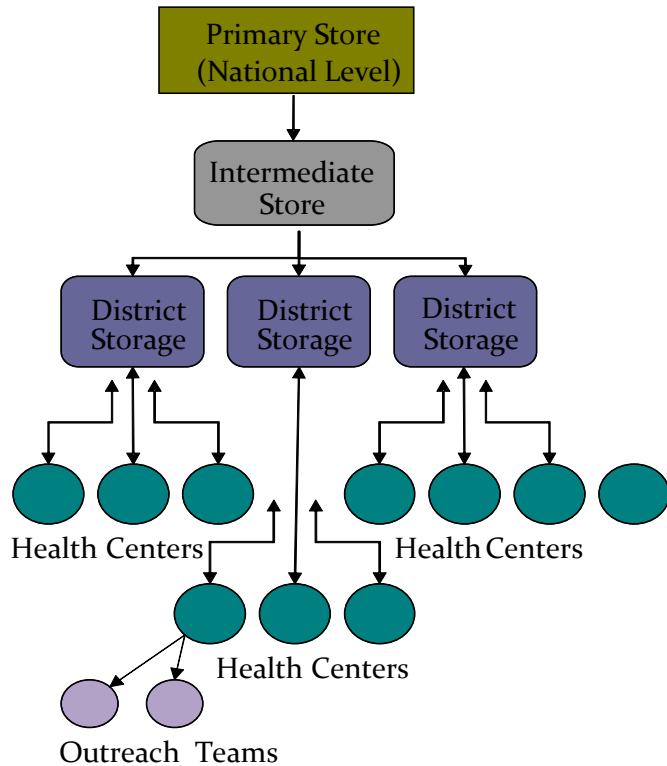 Primary Store
(National Level)
Intermediate
Store
District
Storage
District
Storage
District
Storage
Health Centers
Health Centers
Health Centers
Outreach Teams